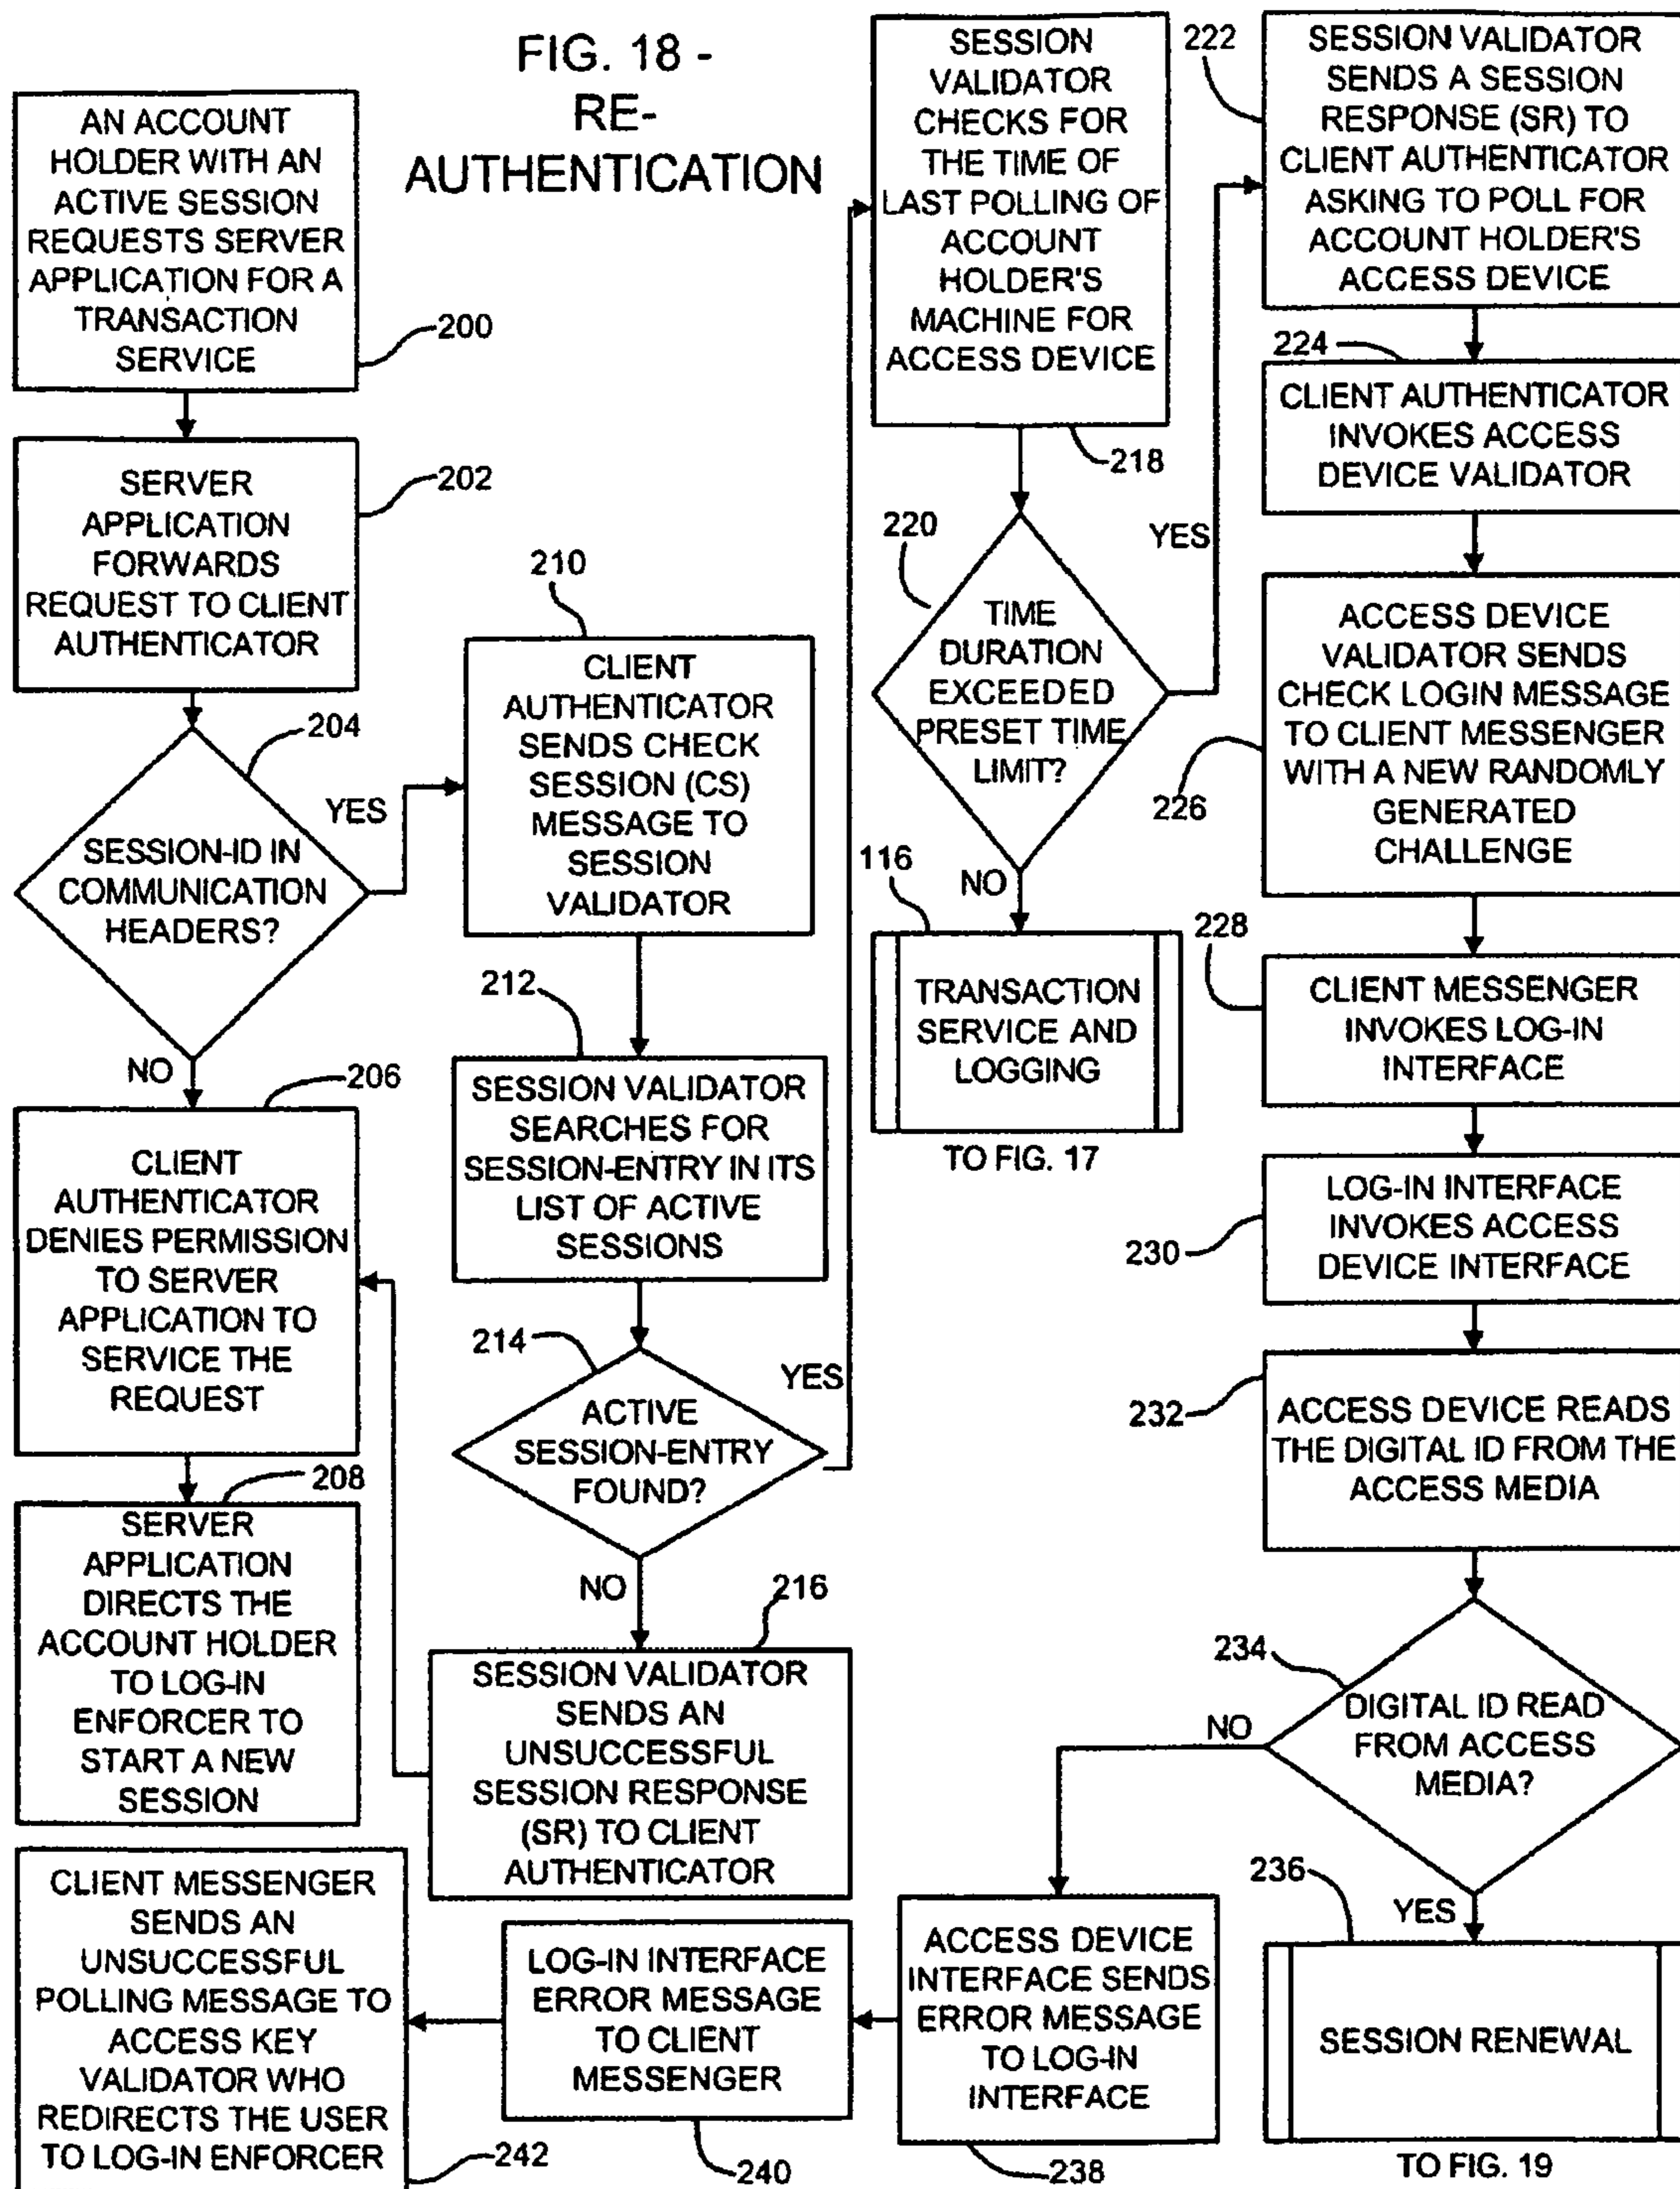 FIG. 18 -
RE-
AUTHENTICATION
AN ACCOUNT
HOLDER WITH AN
ACTIVE SESSION
REQUESTS SERVER
APPLICATION FOR A
TRANSACTION
SERVICE
200
SERVER
APPLICATION
FORWARDS
REQUEST TO CLIENT
AUTHENTICATOR
202
204
SESSION-ID IN
COMMUNICATION
HEADERS?
YES
NO
206
CLIENT
AUTHENTICATOR
DENIES PERMISSION
TO SERVER
APPLICATION TO
SERVICE THE
REQUEST
208
SERVER
APPLICATION
DIRECTS THE
ACCOUNT HOLDER
TO LOG-IN
ENFORCER TO
START A NEW
SESSION
210
CLIENT
AUTHENTICATOR
SENDS CHECK
SESSION (CS)
MESSAGE TO
SESSION
VALIDATOR
212
SESSION VALIDATOR
SEARCHES FOR
SESSION-ENTRY IN ITS
LIST OF ACTIVE
SESSIONS
214
ACTIVE
SESSION-ENTRY
FOUND?
YES
NO
216
SESSION VALIDATOR
SENDS AN
UNSUCCESSFUL
SESSION RESPONSE
(SR) TO CLIENT
AUTHENTICATOR
SESSION
VALIDATOR
CHECKS FOR
THE TIME OF
LAST POLLING OF
ACCOUNT
HOLDER'S
MACHINE FOR
ACCESS DEVICE
218
220
TIME
DURATION
EXCEEDED
PRESET TIME
LIMIT?
YES
NO
116
TRANSACTION
SERVICE AND
LOGGING
TO FIG. 17
222
SESSION VALIDATOR
SENDS A SESSION
RESPONSE (SR) TO
CLIENT AUTHENTICATOR
ASKING TO POLL FOR
ACCOUNT HOLDER'S
ACCESS DEVICE
224
CLIENT AUTHENTICATOR
INVOKES ACCESS
DEVICE VALIDATOR
ACCESS DEVICE
VALIDATOR SENDS
CHECK LOGIN MESSAGE
TO CLIENT MESSENGER
WITH A NEW RANDOMLY
GENERATED
CHALLENGE
226
228
CLIENT MESSENGER
INVOKES LOG-IN
INTERFACE
LOG-IN INTERFACE
INVOKES ACCESS
DEVICE INTERFACE
230
232
ACCESS DEVICE READS
THE DIGITAL ID FROM THE
ACCESS MEDIA
234
DIGITAL ID READ
FROM ACCESS
MEDIA?
NO
YES
236
SESSION RENEWAL
TO FIG. 19
ACCESS DEVICE
INTERFACE SENDS
ERROR MESSAGE
TO LOG-IN
INTERFACE
238
LOG-IN INTERFACE
ERROR MESSAGE
TO CLIENT
MESSENGER
240
CLIENT MESSENGER
SENDS AN
UNSUCCESSFUL
POLLING MESSAGE TO
ACCESS KEY
VALIDATOR WHO
REDIRECTS THE USER
TO LOG-IN ENFORCER
242